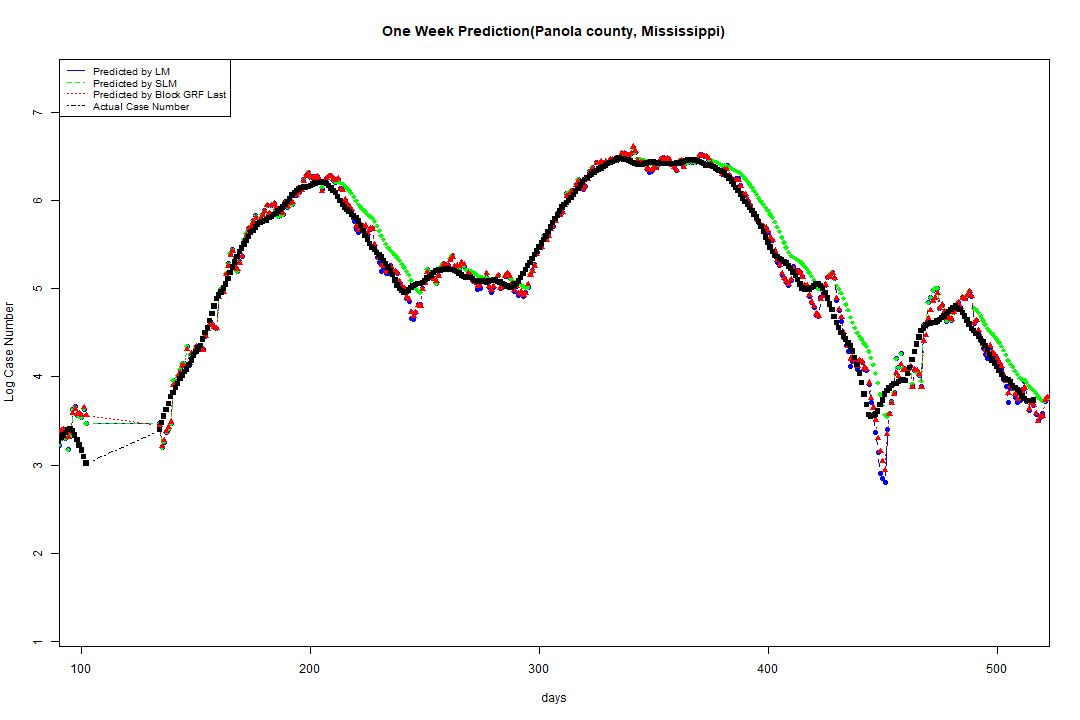 One Week Prediction(Panola county, Mississippi)
Predicted by LM
Predicted by SLM
Predicted by Block GRF Last
Actual Case Number
7
6
5
4
3
2
1
Log Case Number
100 200 300 400 500
days